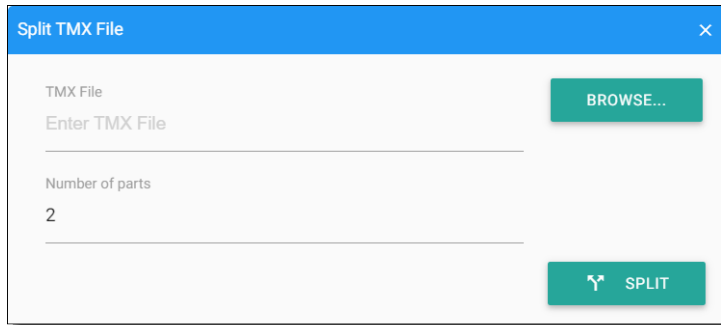 Split TMX File
TMX File
Enter TMX File
BROWSE...
Number of parts
2
SPLIT